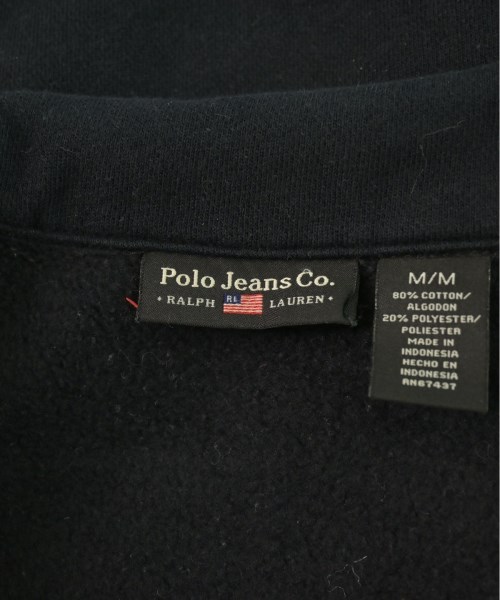 Polo Jeans Co.
• RALPH RL LAUREN •
M/M
80% COTTON/
ALGODON
20% POLYESTER/
POLIESTER
MADE IN
INDONESIA
HECHO EN
INDONESIA
RN67437